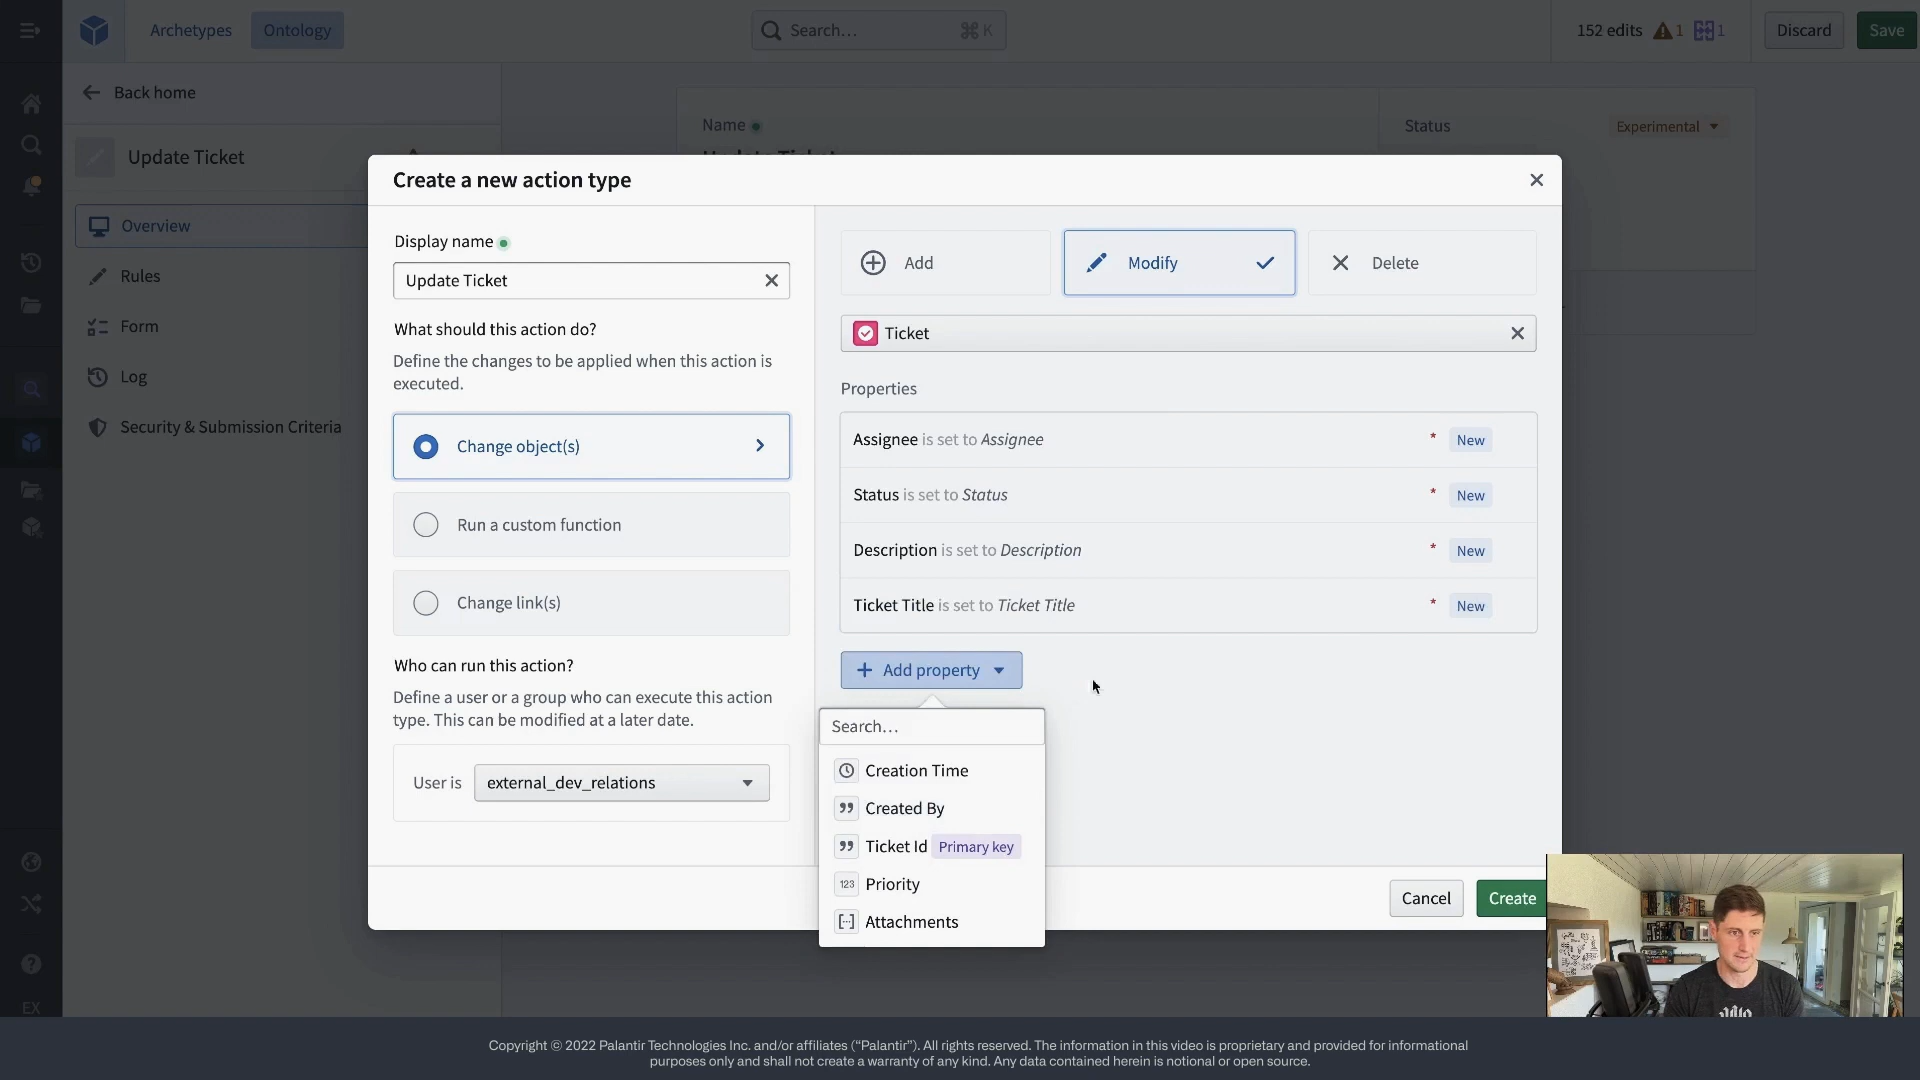 Archetypes
Ontology
Search…
⌘ K
152 edits
1
1
Discard
Save
Back home
Update Ticket
Overview
Rules
Form
Log
Security & Submission Criteria
Name
Status
Experimental
Create a new action type
Display name
Update Ticket
What should this action do?
Define the changes to be applied when this action is
executed.
Change object(s)
Run a custom function
Change link(s)
Who can run this action?
Define a user or a group who can execute this action
type. This can be modified at a later date.
User is
external_dev_relations
Add
Modify
Delete
Ticket
Properties
Assignee is set to Assignee * New
Status is set to Status * New
Description is set to Description * New
Ticket Title is set to Ticket Title * New
Add property
Search…
Creation Time
Created By
Ticket Id Primary key
123 Priority
Attachments
Cancel
Create
EX
Copyright © 2022 Palantir Technologies Inc. and/or affiliates (“Palantir”). All rights reserved. The information in this video is proprietary and provided for informational
purposes only and shall not create a warranty of any kind. Any data contained herein is notional or open source.